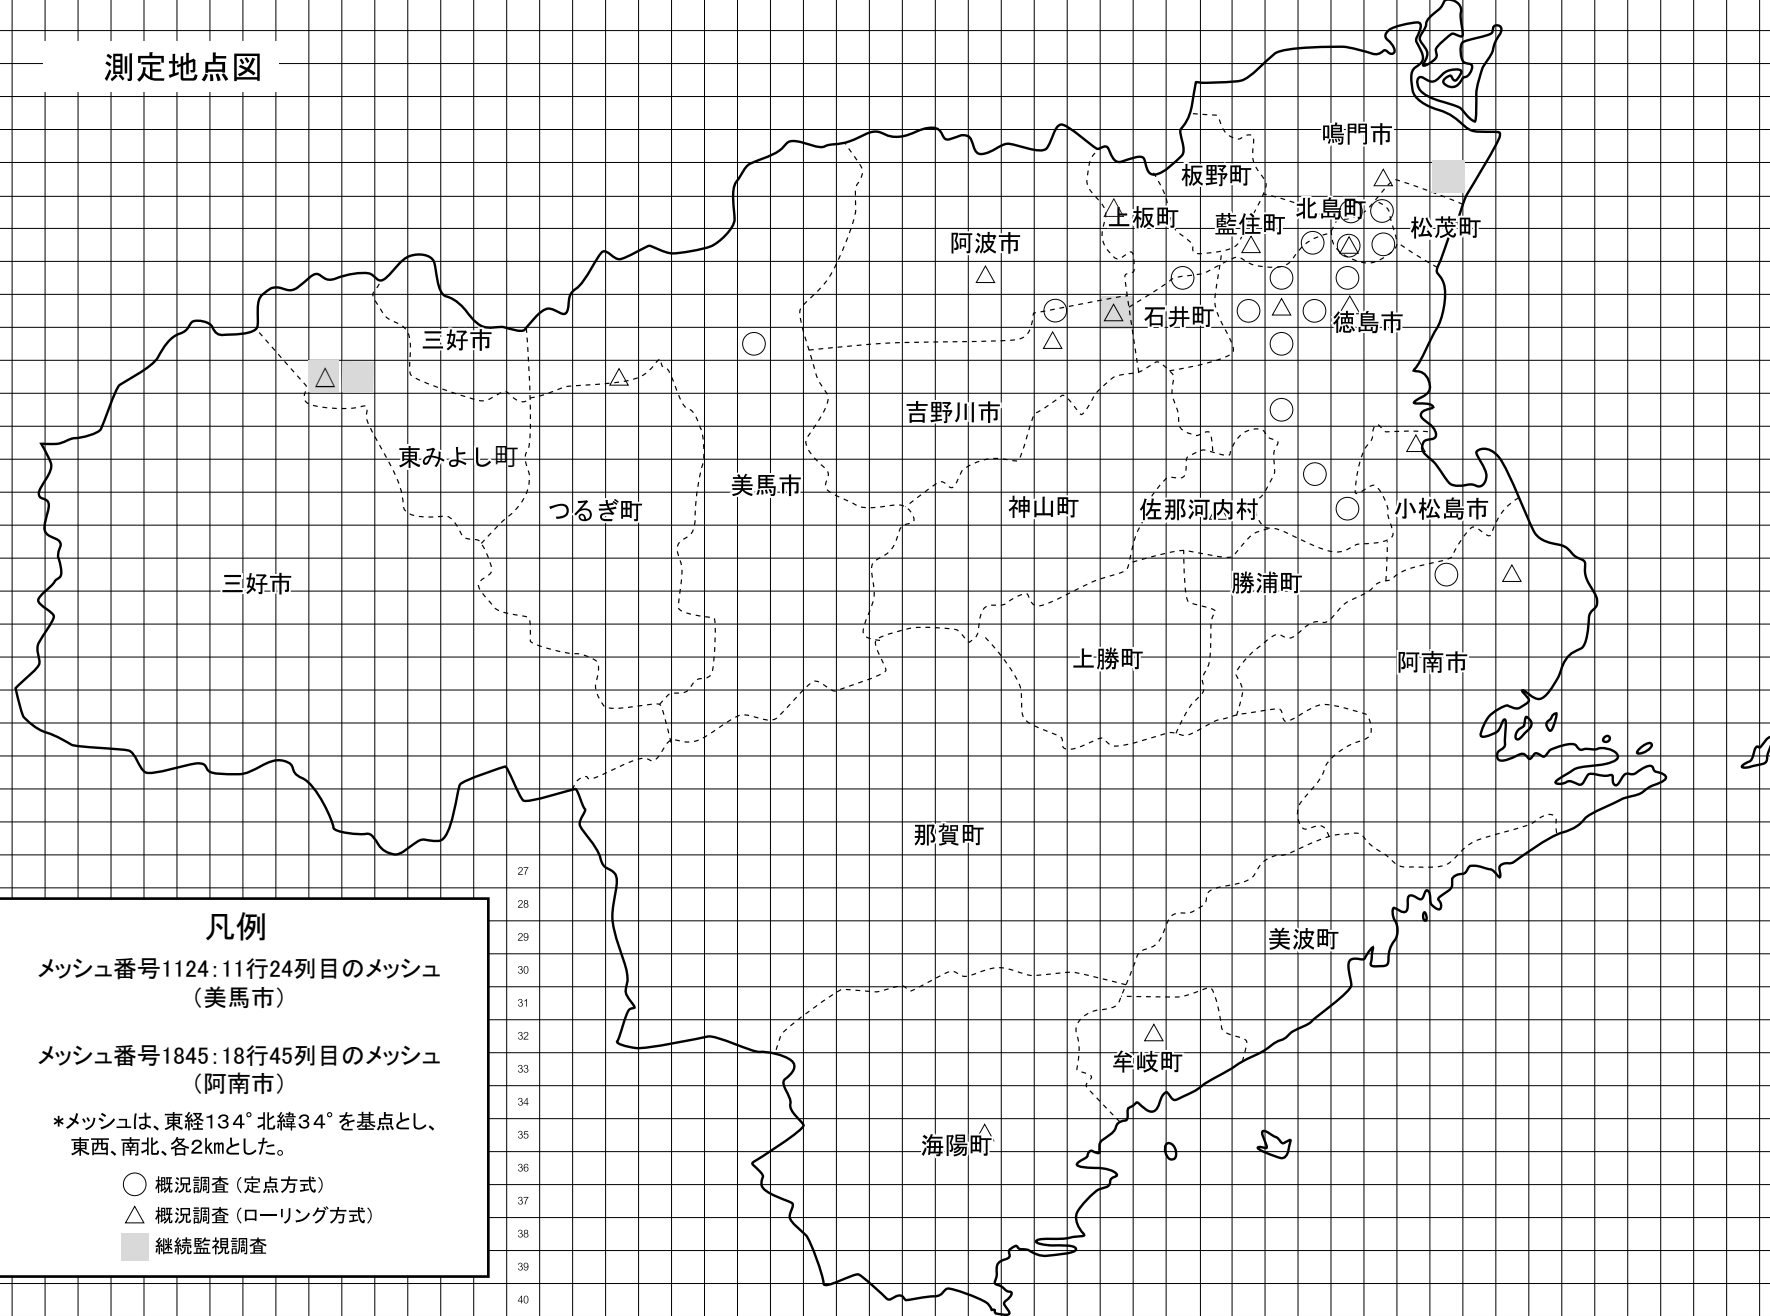 測定地点図
鳴門市
板野町
北島町
上板町
藍住町
松茂町
阿波市
石井町
徳島市
三好市
吉野川市
東みよし町
美馬市
つるぎ町
神山町
佐那河内村
小松島市
三好市
勝浦町
上勝町
阿南市
那賀町
美波町
牟岐町
海陽町
27
28
29
30
31
32
33
34
35
36
37
38
39
40
凡例
メッシュ番号1124:11行24列目のメッシュ
(美馬市)
メッシュ番号1845:18行45列目のメッシュ
(阿南市)
*メッシュは、東経134°北緯34°を基点とし、
東西、南北、各2kmとした。
○ 概況調査(定点方式)
△ 概況調査(ローリング方式)
継続監視調査